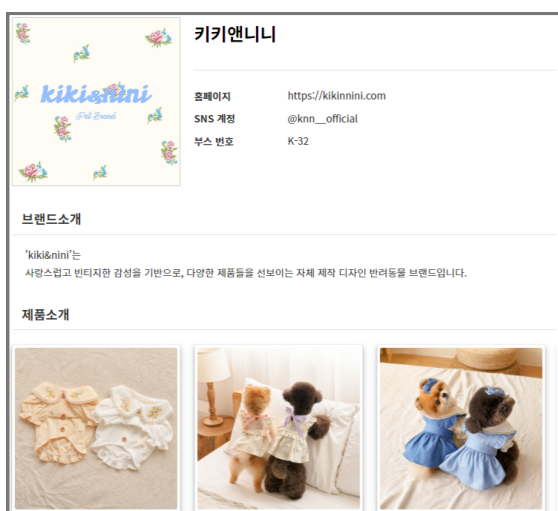 키키앤니니
kiki&nini
Pet Brand
홈페이지 https://kikinnini.com
SNS 계정 @knn__official
부스 번호 K-32
브랜드소개
'kiki&nini'는
사랑스럽고 빈티지한 감성을 기반으로, 다양한 제품들을 선보이는 자체 제작 디자인 반려동물 브랜드입니다.
제품소개